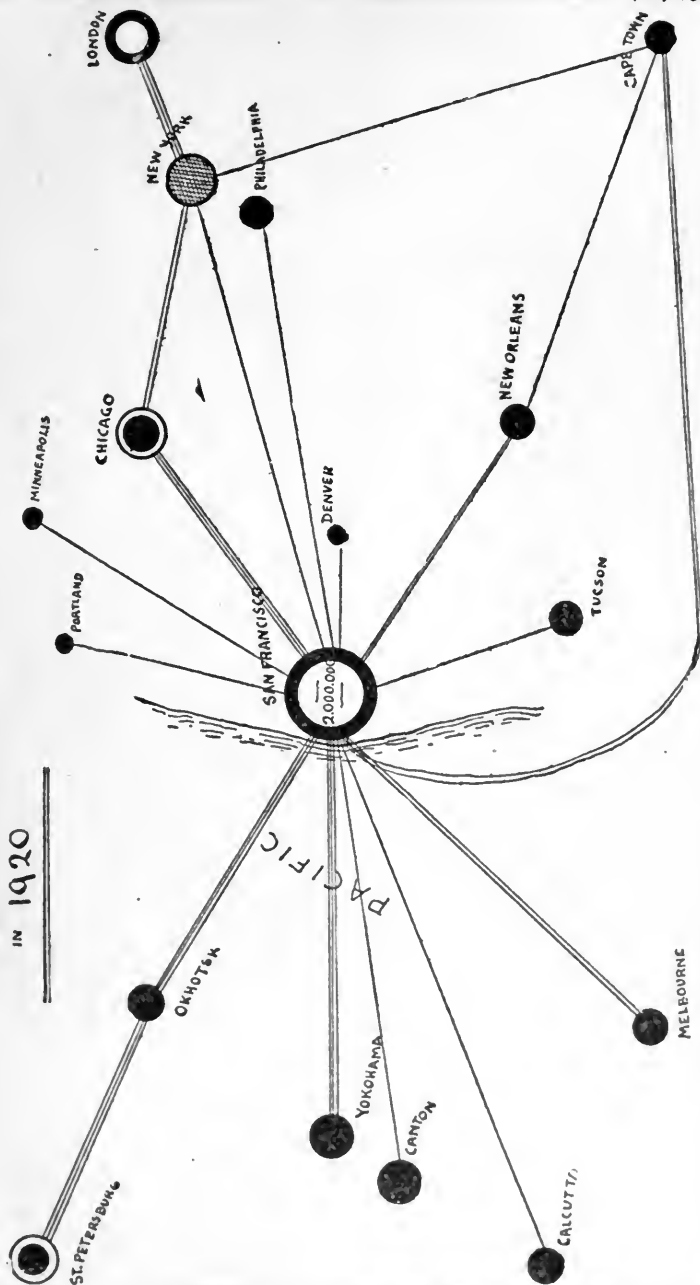 IN 1920
LONDON
CAPE TOWN
NEW YORK
PHILADELPHIA
CHICAGO
NEW ORLEANS
MINNEAPOLIS
DENVER
PORTLAND
TUCSON
SAN FRANCISCO
2.000.000
PACIFIC
OKHOTSK
MELBOURNE
YOKOHAMA
CANTON
ST. PETERSBURG